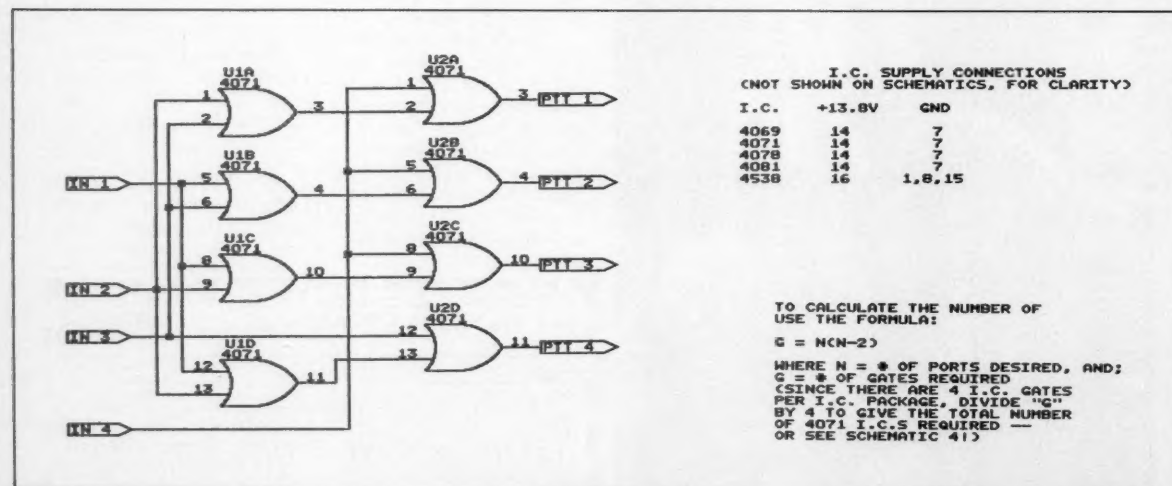 U1A
4071
1
2
3
U2A
4071
1
2
3
PTT 1
IN 1
U1B
4071
5
6
4
U2B
4071
5
6
4
PTT 2
IN 2
U1C
4071
8
9
10
U2C
4071
8
9
10
PTT 3
IN 3
U2D
4071
12
13
11
PTT 4
U1D
4071
12
13
11
IN 4
I.C. SUPPLY CONNECTIONS
(NOT SHOWN ON SCHEMATICS, FOR CLARITY)
I.C. +13.8V GND
4069 14 7
4071 14 7
4078 14 7
4081 14 7
4538 16 1,8,15
TO CALCULATE THE NUMBER OF
USE THE FORMULA:
G = N(N-2)
WHERE N = # OF PORTS DESIRED, AND;
G = # OF GATES REQUIRED
(SINCE THERE ARE 4 I.C. GATES
PER I.C. PACKAGE, DIVIDE "G"
BY 4 TO GIVE THE TOTAL NUMBER
OF 4071 I.C.S REQUIRED —
OR SEE SCHEMATIC 4!)